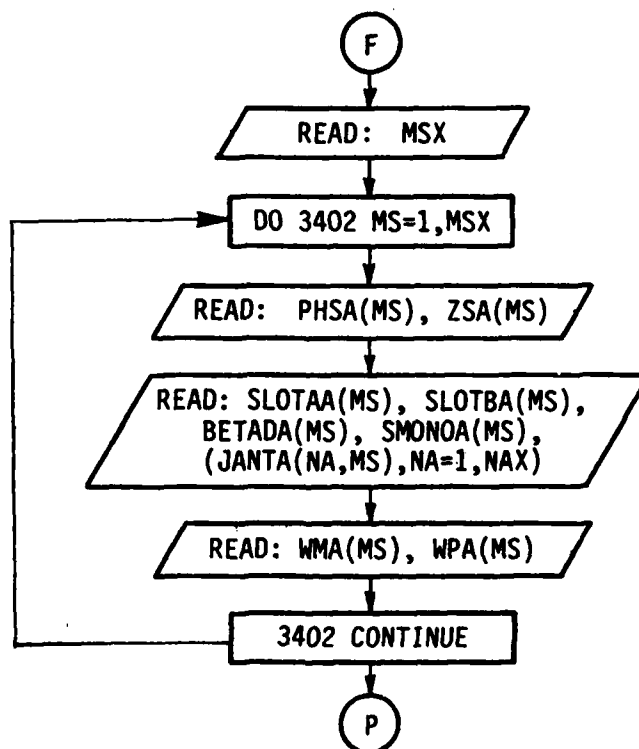 F
READ: MSX
DO 3402 MS=1,MSX
READ: PHSA(MS), ZSA(MS)
READ: SLOTAA(MS), SLOTBA(MS),
BETADA(MS), SMONOA(MS),
(JANTA(NA,MS),NA=1,NAX)
READ: WMA(MS), WPA(MS)
3402 CONTINUE
P